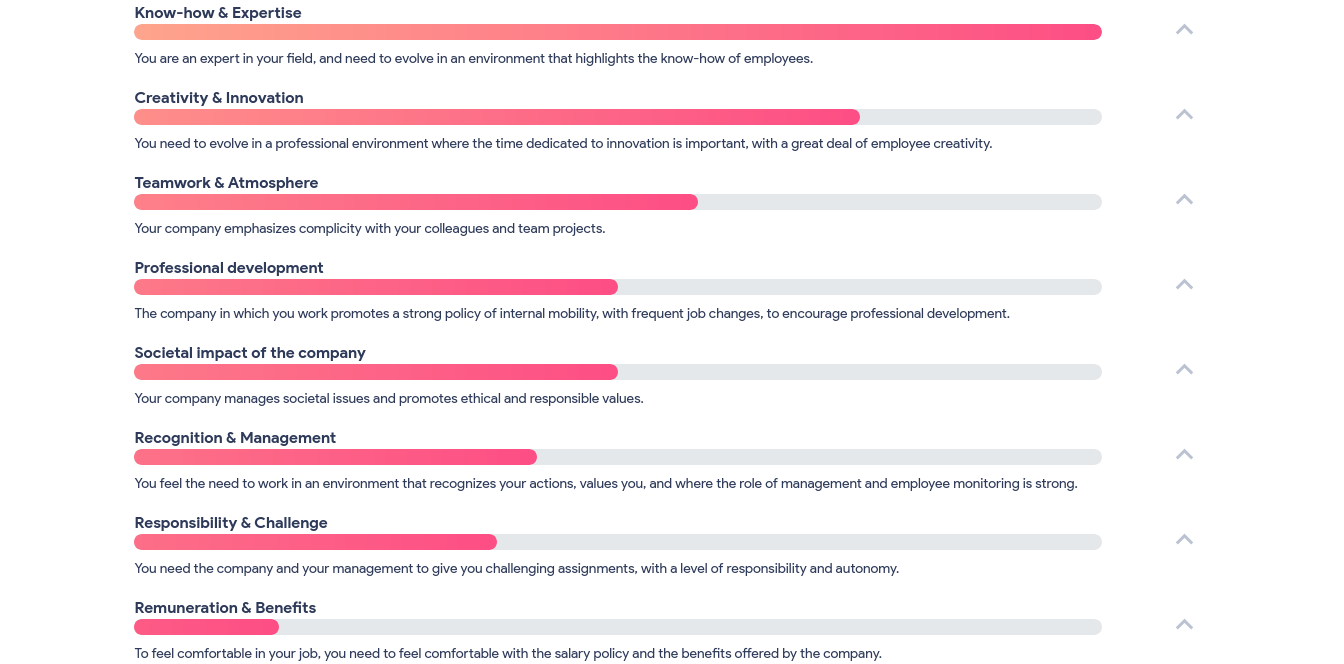 Know-how & Expertise
You are an expert in your field, and need to evolve in an environment that highlights the know-how of employees.
Creativity & Innovation
You need to evolve in a professional environment where the time dedicated to innovation is important, with a great deal of employee creativity.
Teamwork & Atmosphere
Your company emphasizes complicity with your colleagues and team projects.
Professional development
The company in which you work promotes a strong policy of internal mobility, with frequent job changes, to encourage professional development.
Societal impact of the company
Your company manages societal issues and promotes ethical and responsible values.
Recognition & Management
You feel the need to work in an environment that recognizes your actions, values you, and where the role of management and employee monitoring is strong.
Responsibility & Challenge
You need the company and your management to give you challenging assignments, with a level of responsibility and autonomy.
Remuneration & Benefits
To feel comfortable in your job, you need to feel comfortable with the salary policy and the benefits offered by the company.